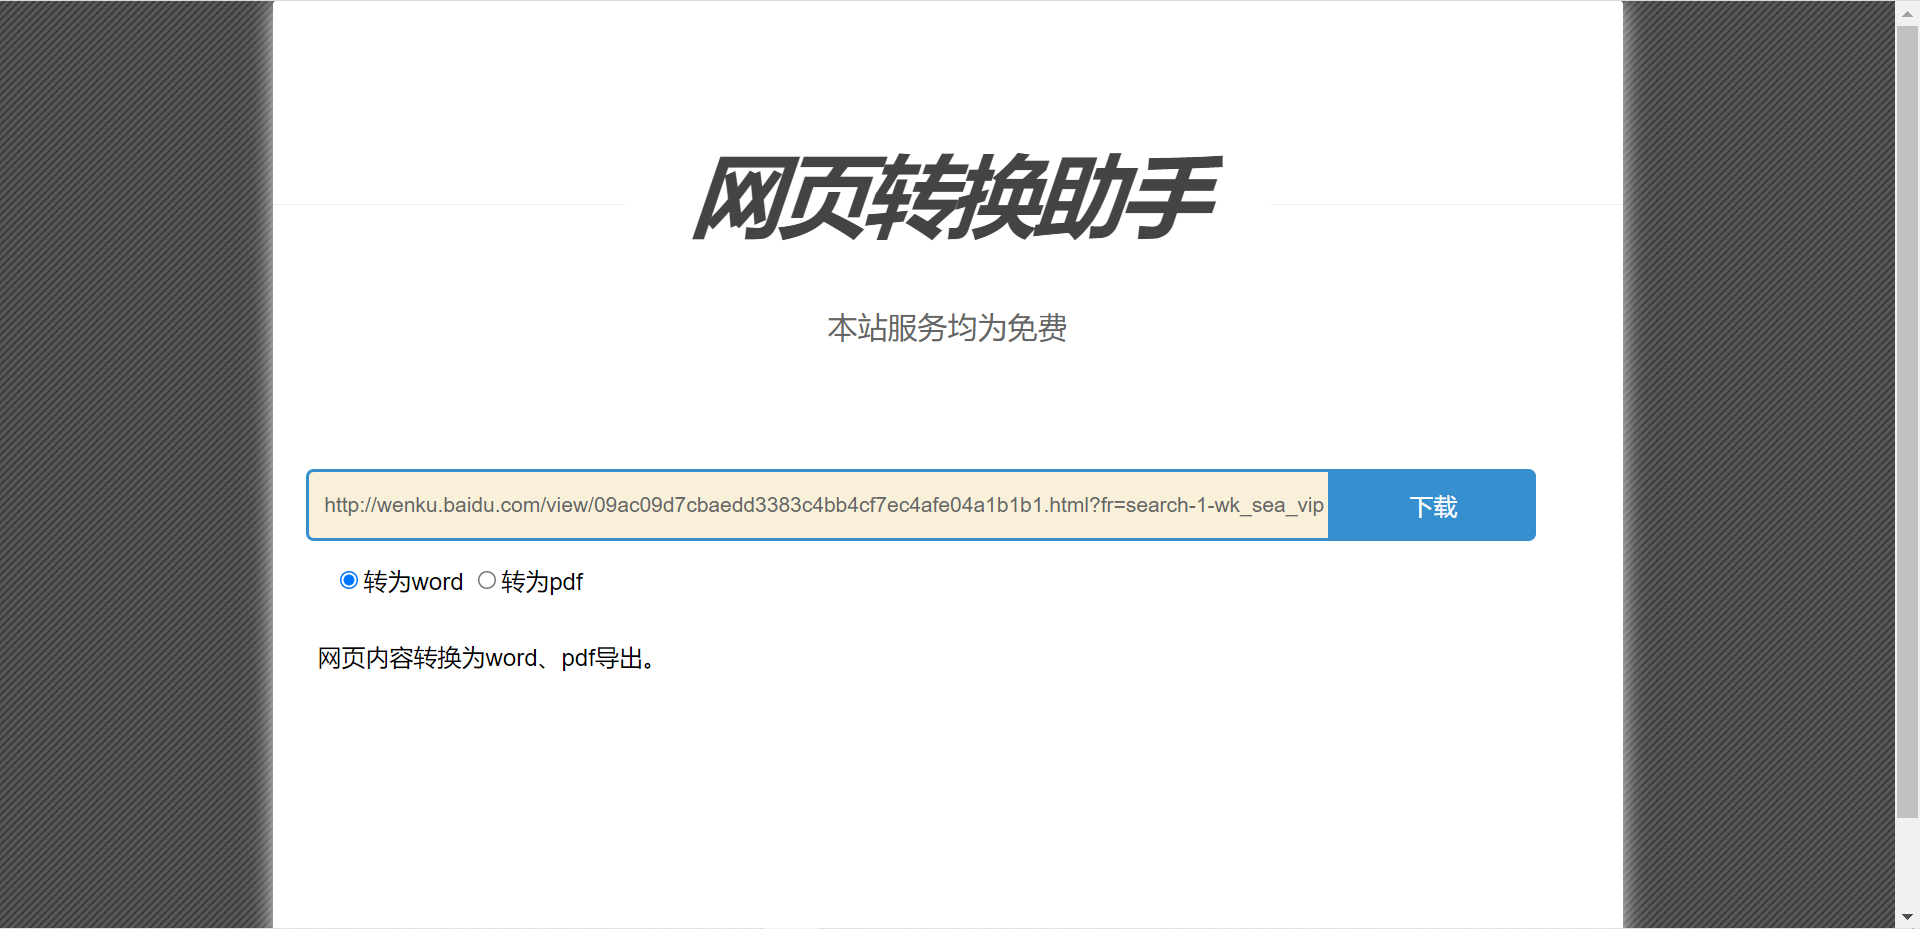 网页转换助手
本站服务均为免费
http://wenku.baidu.com/view/09ac09d7cbaedd3383c4bb4cf7ec4afe04a1b1b1.html?fr=search-1-wk_sea_vip
下载
转为word 转为pdf
网页内容转换为word、pdf导出。